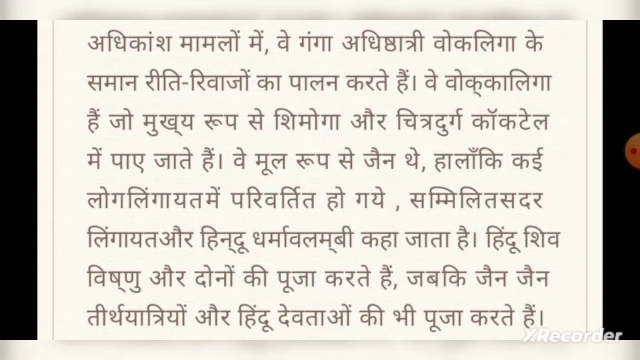 अधिकांश मामलों में, वे गंगा अधिष्ठात्री वोकलिगा के
समान रीति-रिवाजों का पालन करते हैं। वे वोक्कालिगा
हैं जो मुख्य रूप से शिमोगा और चित्रदुर्ग कॉकटेल
में पाए जाते हैं। वे मूल रूप से जैन थे, हालाँकि कई
लोगलिंगायतमें परिवर्तित हो गये , सम्मिलितसदर
लिंगायतऔर हिन्दू धर्मावलम्बी कहा जाता है। हिंदू शिव
विष्णु और दोनों की पूजा करते हैं, जबकि जैन जैन
तीर्थयात्रियों और हिंदू देवताओं की भी पूजा करते हैं।
XRecorder